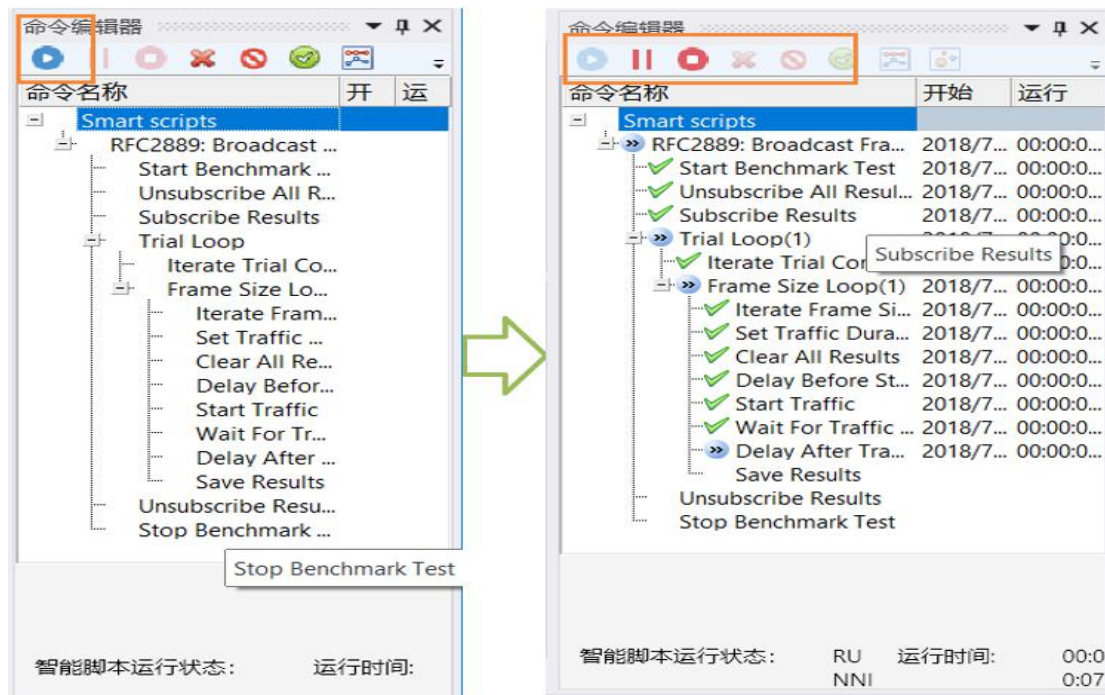 命令编辑器
命令名称 开 运
Smart scripts
RFC2889: Broadcast ...
Start Benchmark ...
Unsubscribe All R...
Subscribe Results
Trial Loop
Iterate Trial Co...
Frame Size Lo...
Iterate Fram...
Set Traffic ...
Clear All Re...
Delay Befor...
Start Traffic
Wait For Tr...
Delay After ...
Save Results
Unsubscribe Resu...
Stop Benchmark ...
Stop Benchmark Test
智能脚本运行状态: 运行时间:
命令编辑器
命令名称 开始 运行
Smart scripts
RFC2889: Broadcast Fra... 2018/7... 00:00:0...
Start Benchmark Test 2018/7... 00:00:0...
Unsubscribe All Resul... 2018/7... 00:00:0...
Subscribe Results 2018/7... 00:00:0...
Trial Loop(1)
Subscribe Results
Iterate Trial Co
Frame Size Loop(1) 2018/7... 00:00:0...
Iterate Frame Si... 2018/7... 00:00:0...
Set Traffic Dura... 2018/7... 00:00:0...
Clear All Results 2018/7... 00:00:0...
Delay Before St... 2018/7... 00:00:0...
Start Traffic 2018/7... 00:00:0...
Wait For Traffic ... 2018/7... 00:00:0...
Delay After Tra... 2018/7... 00:00:0...
Save Results
Unsubscribe Results
Stop Benchmark Test
智能脚本运行状态: RU 运行时间: 00:0
NNI 0:07